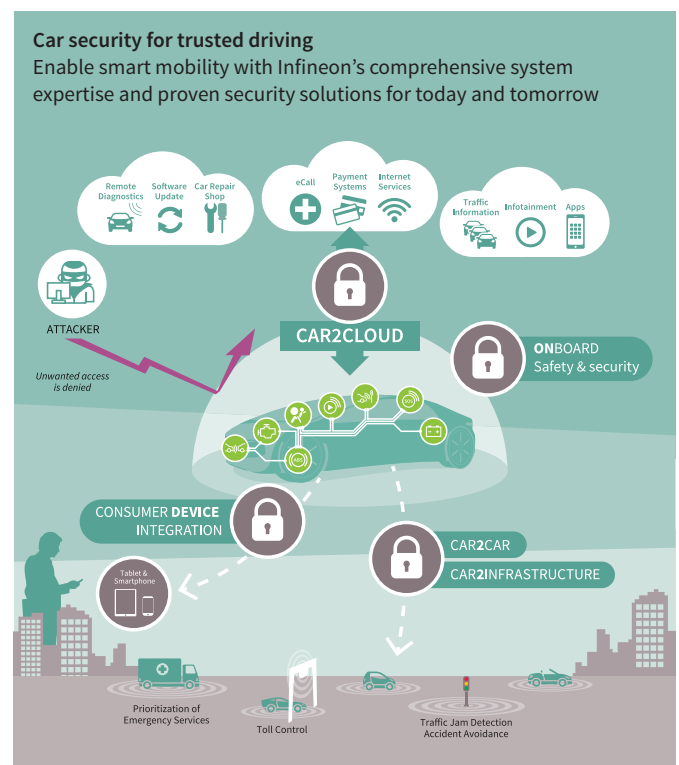 Car security for trusted driving
Enable smart mobility with Infineon's comprehensive system
expertise and proven security solutions for today and tomorrow
Remote
Diagnostics
Software
Update
Car Repair
Shop
eCall
Payment
Systems
Internet
Services
Traffic
Information
Infotainment
Apps
ATTACKER
Unwanted access
is denied
CAR2CLOUD
ONBOARD
Safety & security
SOS
ABS
CONSUMER DEVICE
INTEGRATION
CAR2CAR
CAR2INFRASTRUCTURE
Tablet &
Smartphone
Prioritization of
Emergency Services
Toll Control
Traffic Jam Detection
Accident Avoidance